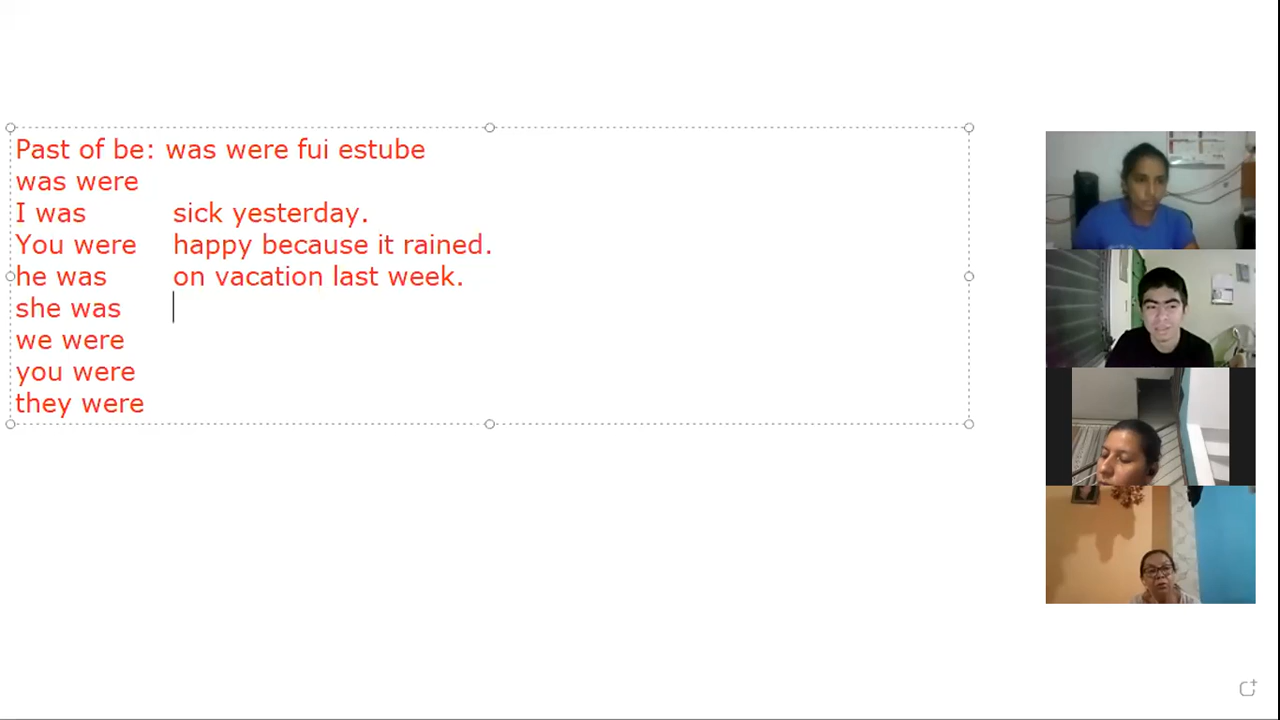 Past of be: was were fui estube
was were
I was sick yesterday.
You were happy because it rained.
he was on vacation last week.
she was
we were
you were
they were